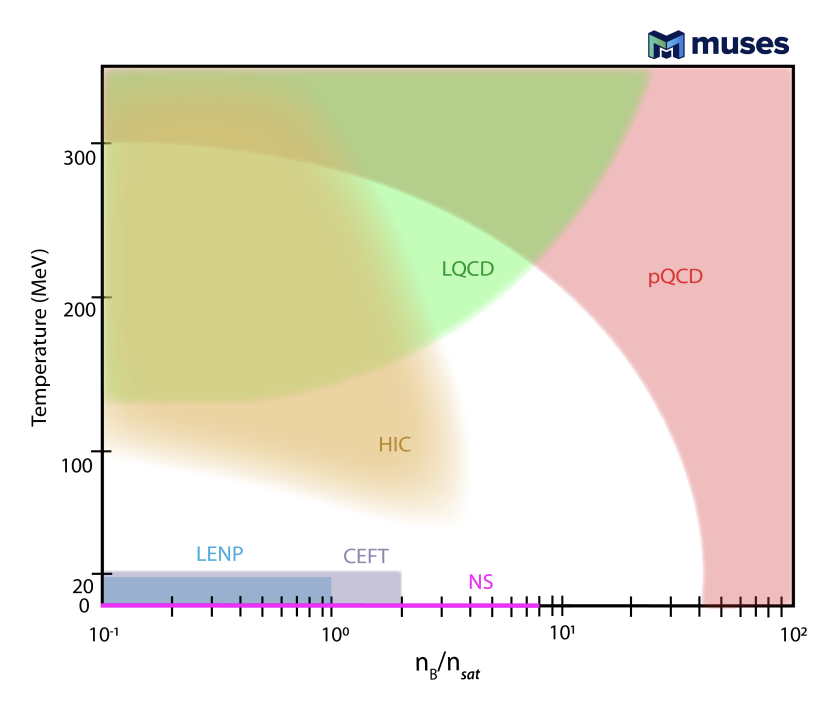 muses
300
200
100
20
0
Temperature (MeV)
LQCD
pQCD
HIC
LENP
CEFT
NS
10⁻¹
10⁰
10¹
10²
n_B/n_sat